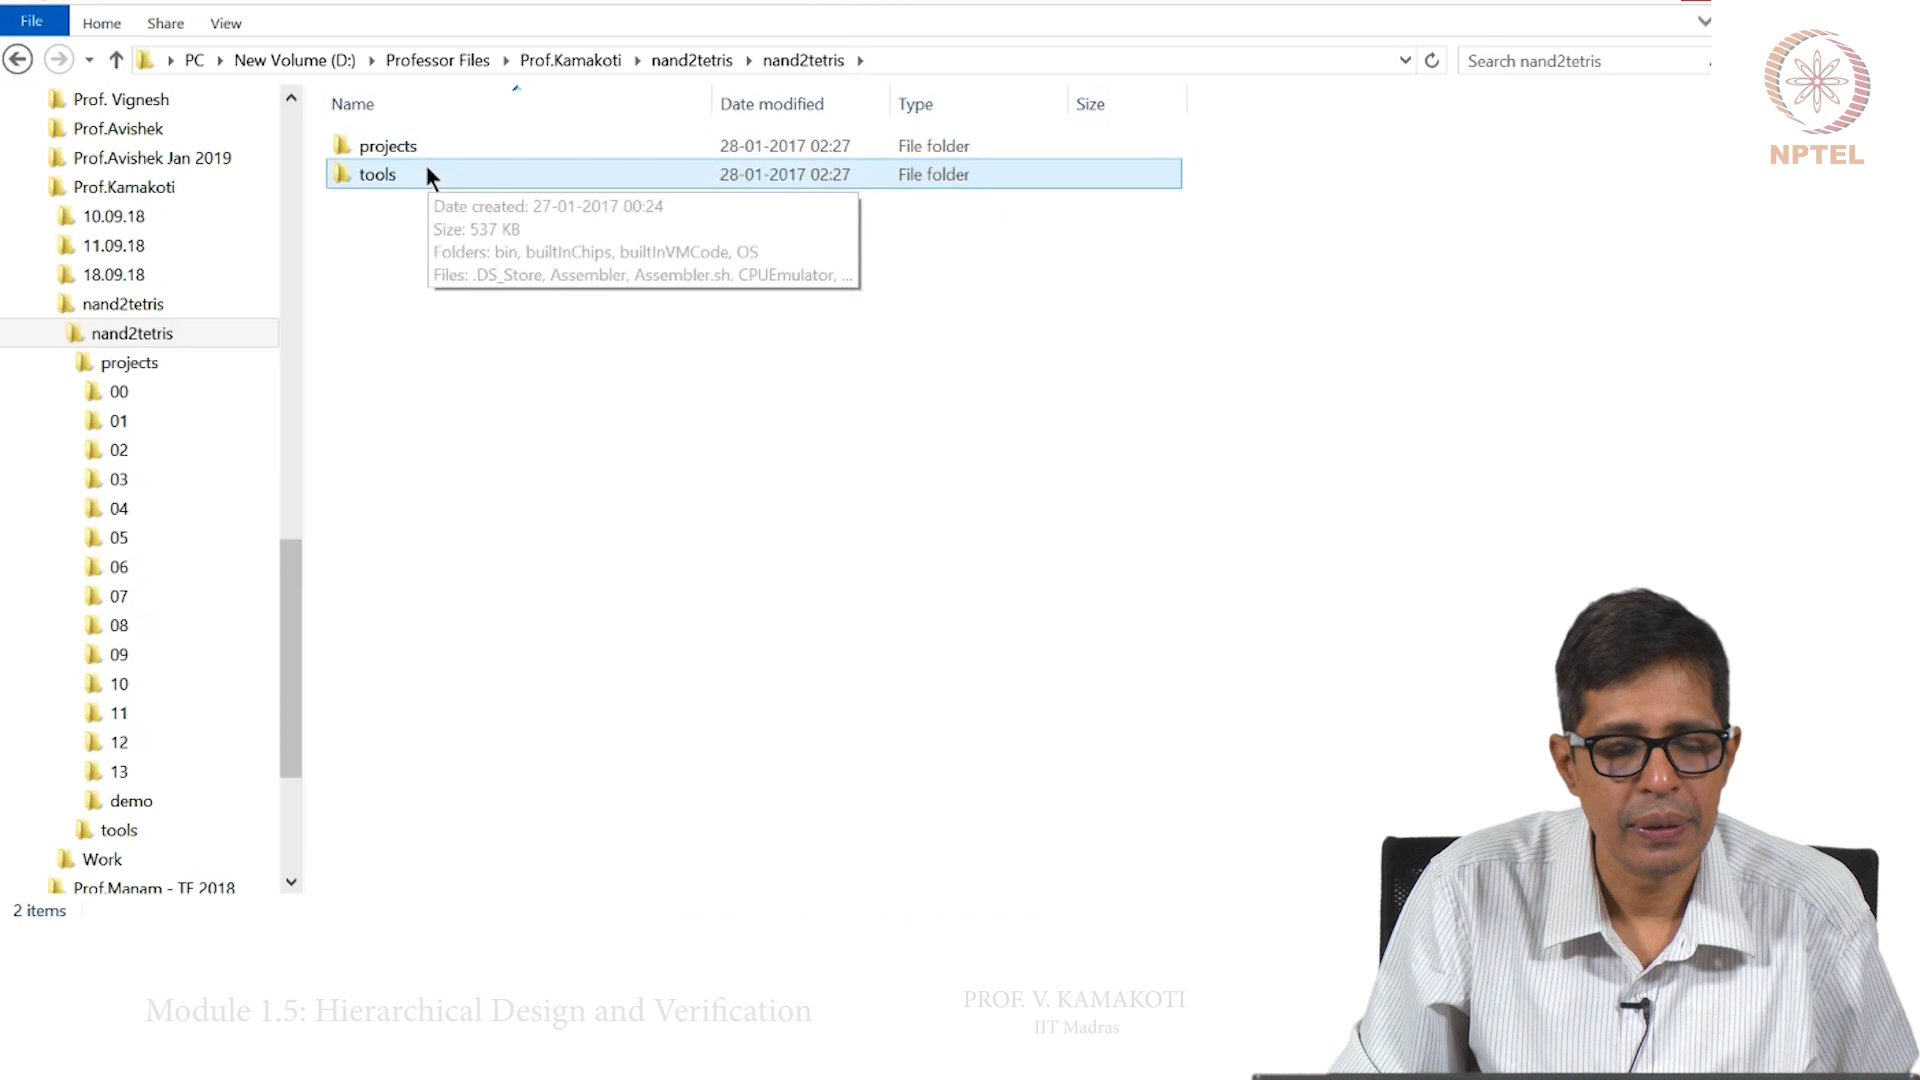 File Home Share View
PC New Volume (D:) Professor Files Prof.Kamakoti nand2tetris nand2tetris Search nand2tetris
NPTEL
Prof. Vignesh
Prof.Avishek
Prof.Avishek Jan 2019
Prof.Kamakoti
10.09.18
11.09.18
18.09.18
nand2tetris
nand2tetris
projects
00
01
02
03
04
05
06
07
08
09
10
11
12
13
demo
tools
Work
Prof.Manam - TF 2018
2 items
Name Date modified Type Size
projects 28-01-2017 02:27 File folder
tools 28-01-2017 02:27 File folder
Date created: 27-01-2017 00:24
Size: 537 KB
Folders: bin, builtInChips, builtInVMCode, OS
Files: .DS_Store, Assembler, Assembler.sh, CPUEmulator, ...
Module 1.5: Hierarchical Design and Verification
PROF. V. KAMAKOTI
IIT Madras